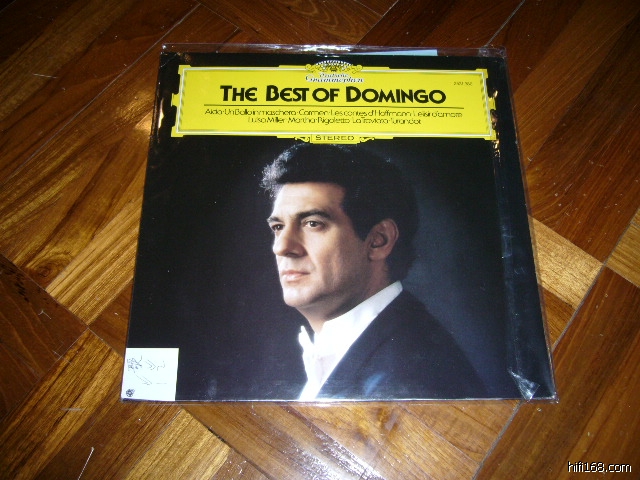 Deutsche
Grammophon
THE BEST OF DOMINGO
Aida·Un Ballo in maschera·Carmen·Les contes d'Hoffmann·L'elisir d'amore
Luisa Miller·Martha·Rigoletto·La Traviata·Turandot
STEREO
hifi168.com